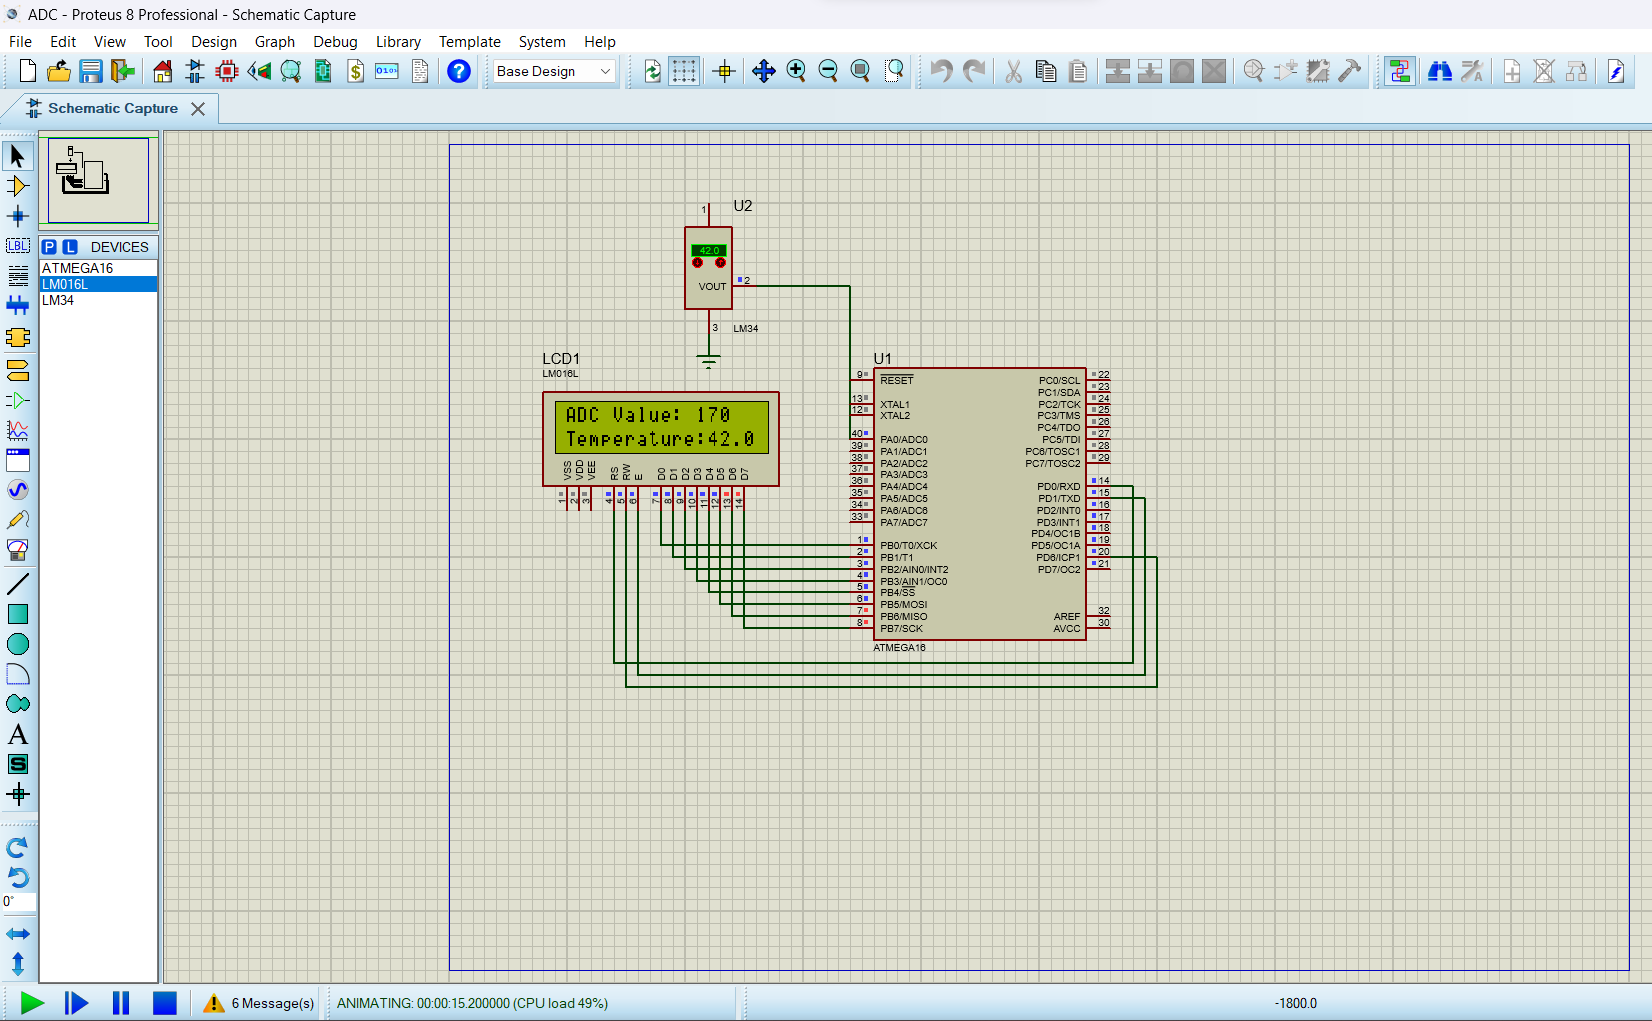 ADC - Proteus 8 Professional - Schematic Capture
File Edit View Tool Design Graph Debug Library Template System Help
Base Design
Schematic Capture
P L DEVICES
ATMEGA16
LM016L
LM34
LBL
A
S
0°
U2
1
42.0
2
VOUT
3
LM34
LCD1
LM016L
ADC Value: 170
Temperature:42.0
VSS VDD VEE RS RW E D0 D1 D2 D3 D4 D5 D6 D7
1 2 3 4 5 6 7 8 9 10 11 12 13 14
U1
9 RESET PC0/SCL 22
PC1/SDA 23
13 XTAL1 PC2/TCK 24
12 XTAL2 PC3/TMS 25
PC4/TDO 26
40 PA0/ADC0 PC5/TDI 27
39 PA1/ADC1 PC6/TOSC1 28
38 PA2/ADC2 PC7/TOSC2 29
37 PA3/ADC3
36 PA4/ADC4 PD0/RXD 14
35 PA5/ADC5 PD1/TXD 15
34 PA6/ADC6 PD2/INT0 16
33 PA7/ADC7 PD3/INT1 17
PD4/OC1B 18
1 PB0/T0/XCK PD5/OC1A 19
2 PB1/T1 PD6/ICP1 20
3 PB2/AIN0/INT2 PD7/OC2 21
4 PB3/AIN1/OC0
5 PB4/SS
6 PB5/MOSI
7 PB6/MISO AREF 32
8 PB7/SCK AVCC 30
ATMEGA16
6 Message(s) ANIMATING: 00:00:15.200000 (CPU load 49%) -1800.0